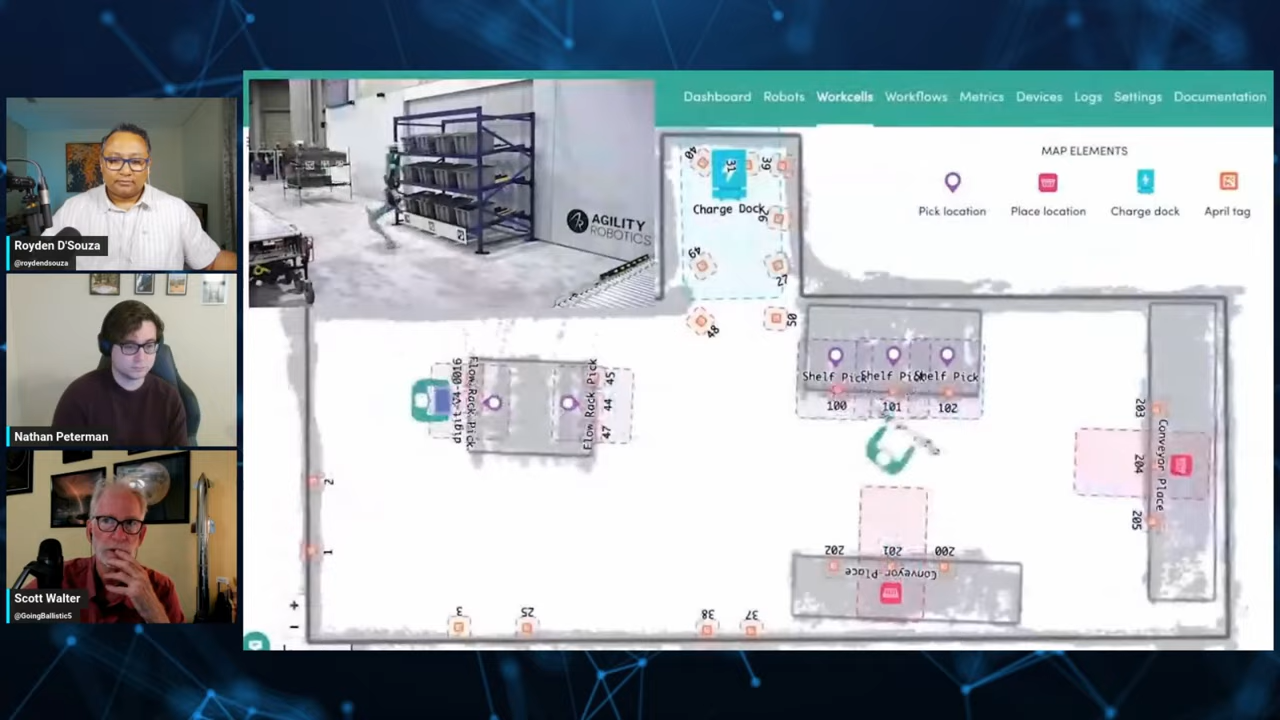 Royden D'Souza
@roydendsouza
Nathan Peterman
Scott Walter
@GoingBallistic5
Dashboard Robots Workcells Workflows Metrics Devices Logs Settings Documentation
MAP ELEMENTS
Pick location Place location Charge dock April tag
AGILITY
ROBOTICS
31
39
Charge Dock
26
49
27
48
50
digit-v4-0016
Flow Rack Pick
Flow Rack Pick
45
44
47
Shelf Pick Shelf Pick Shelf Pick
100 101 102
203
204
205
Conveyor Place
202 201 200
Conveyor Place
2
1
3
25
38
37
+
−